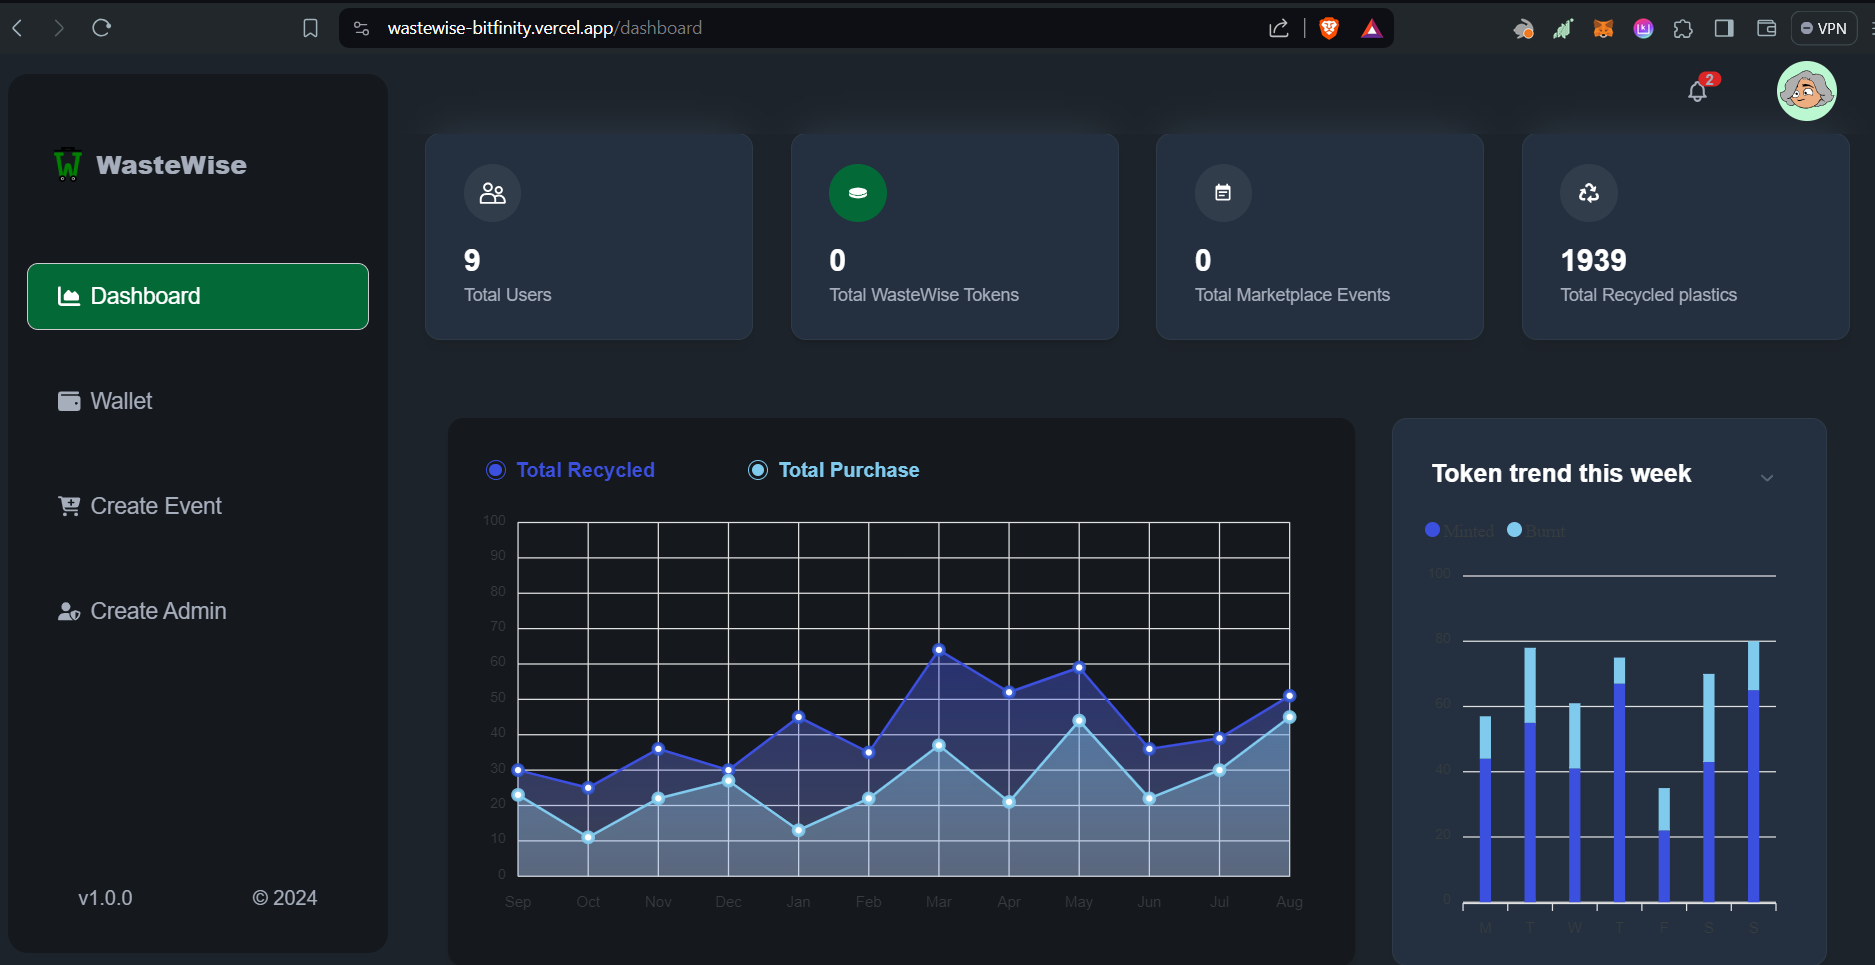 wastewise-bitfinity.vercel.app/dashboard
VPN
2
WasteWise
Dashboard
Wallet
Create Event
Create Admin
v1.0.0
© 2024
9
Total Users
0
Total WasteWise Tokens
0
Total Marketplace Events
1939
Total Recycled plastics
Total Recycled
Total Purchase
100
90
80
70
60
50
40
30
20
10
0
Sep Oct Nov Dec Jan Feb Mar Apr May Jun Jul Aug
Token trend this week
Minted Burnt
100
80
60
40
20
0
M T W T F S S